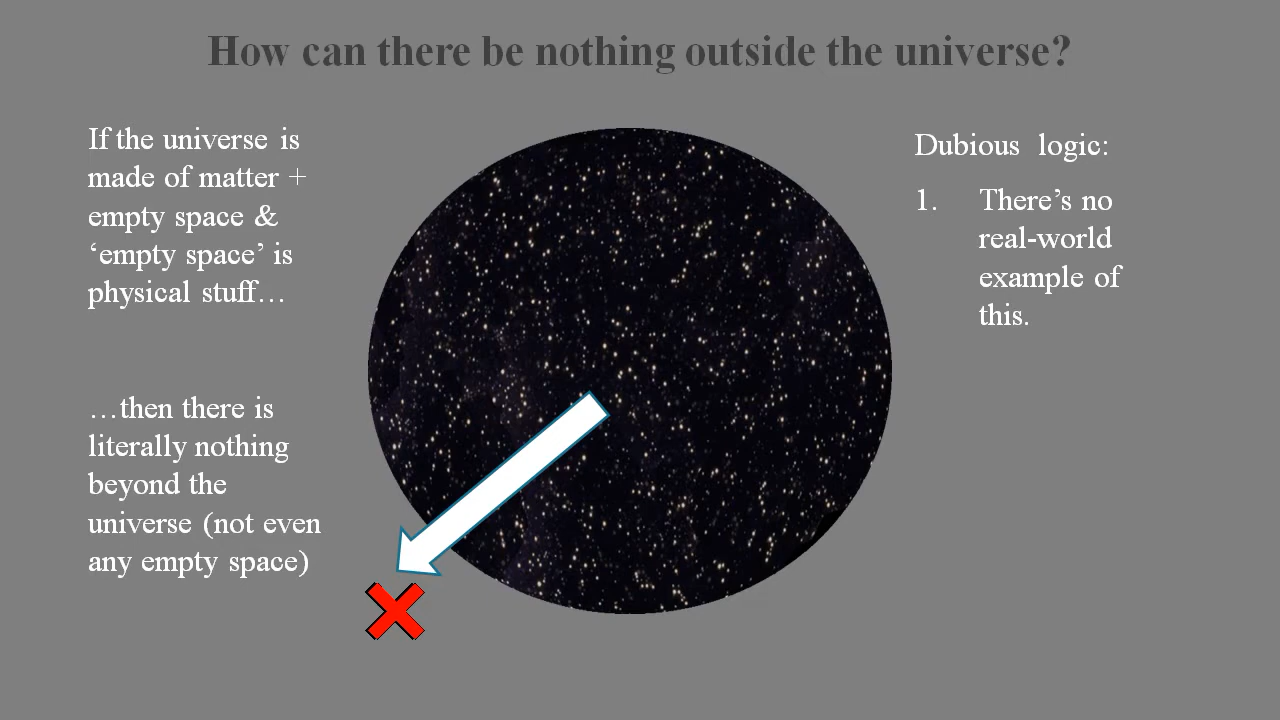 How can there be nothing outside the universe?
If the universe is
made of matter +
empty space &
‘empty space’ is
physical stuff…
…then there is
literally nothing
beyond the
universe (not even
any empty space)
Dubious logic:
1. There’s no
real-world
example of
this.